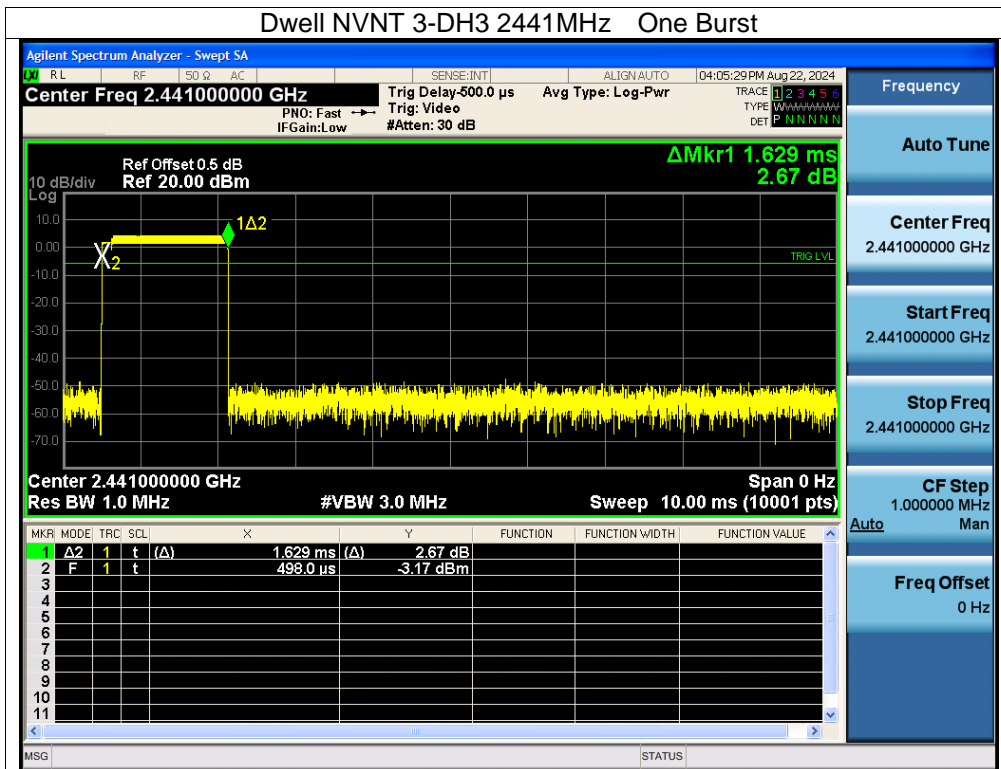 Dwell NVNT 3-DH3 2441MHz One Burst
Agilent Spectrum Analyzer - Swept SA
LXI RL RF 50 Ω AC SENSE:INT ALIGN AUTO 04:05:29 PM Aug 22, 2024
Center Freq 2.441000000 GHz
PNO: Fast
IFGain:Low
Trig Delay-500.0 µs
Trig: Video
#Atten: 30 dB
Avg Type: Log-Pwr
TRACE 1 2 3 4 5 6
TYPE WWWWWW
DET P N N N N N
Frequency
Auto Tune
Center Freq
2.441000000 GHz
Start Freq
2.441000000 GHz
Stop Freq
2.441000000 GHz
CF Step
1.000000 MHz
Auto Man
Freq Offset
0 Hz
ΔMkr1 1.629 ms
2.67 dB
Ref Offset 0.5 dB
10 dB/div Ref 20.00 dBm
Log
10.0
0.00
-10.0
-20.0
-30.0
-40.0
-50.0
-60.0
-70.0
1Δ2
2
TRIG LVL
Center 2.441000000 GHz Span 0 Hz
Res BW 1.0 MHz #VBW 3.0 MHz Sweep 10.00 ms (10001 pts)
MKR MODE TRC SCL X Y FUNCTION FUNCTION WIDTH FUNCTION VALUE
1 Δ2 1 t (Δ) 1.629 ms (Δ) 2.67 dB
2 F 1 t 498.0 µs -3.17 dBm
3
4
5
6
7
8
9
10
11
MSG STATUS